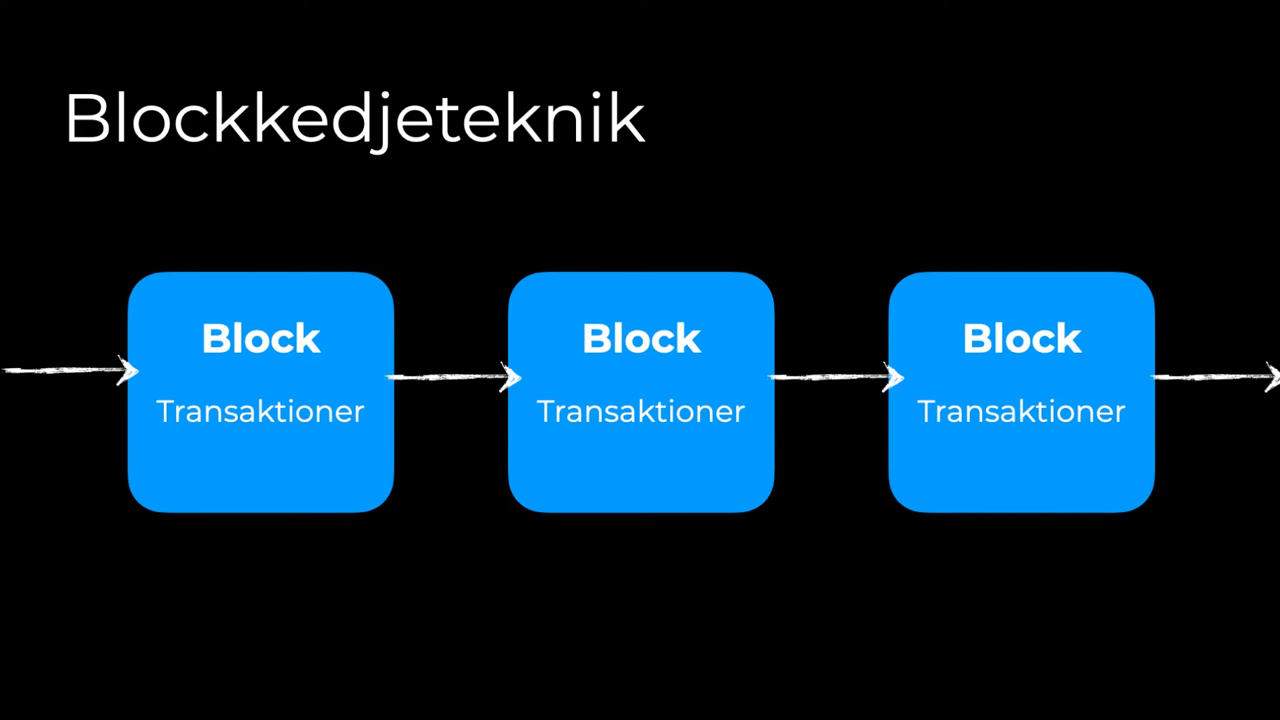 Blockkedjeteknik
Block
Transaktioner
Block
Transaktioner
Block
Transaktioner